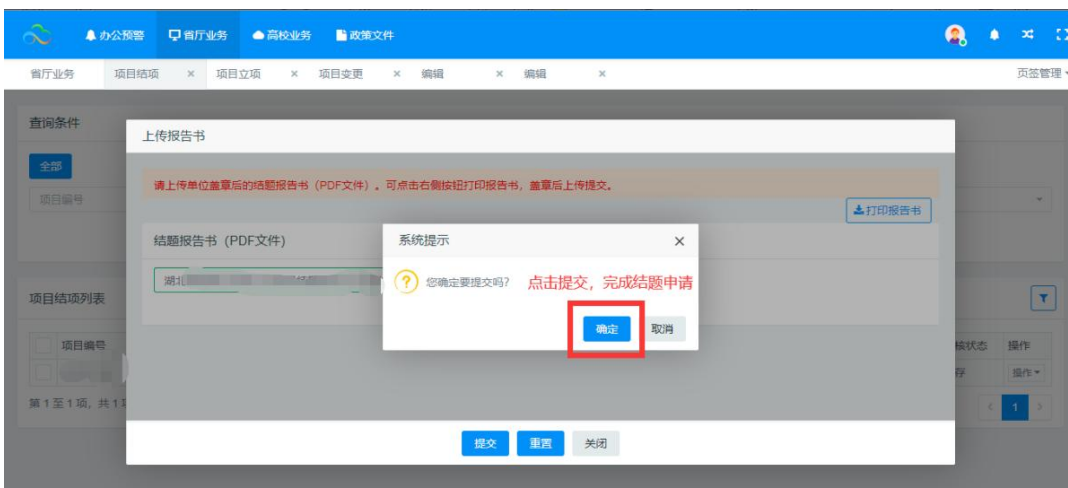 办公预警 省厅业务 高校业务 政策文件
省厅业务 项目结项 × 项目立项 × 项目变更 × 编辑 × 编辑 × 页签管理
查询条件
上传报告书
全部
请上传单位盖章后的结题报告书（PDF文件）。可点击右侧按钮打印报告书，盖章后上传提交。
项目编号
打印报告书
结题报告书（PDF文件）
系统提示 ×
湖北
您确定要提交吗?
点击提交，完成结题申请
项目结项列表
确定 取消
项目编号 核状态 操作
存 操作
第 1 至 1 项，共 1 项
< 1 >
提交 重置 关闭